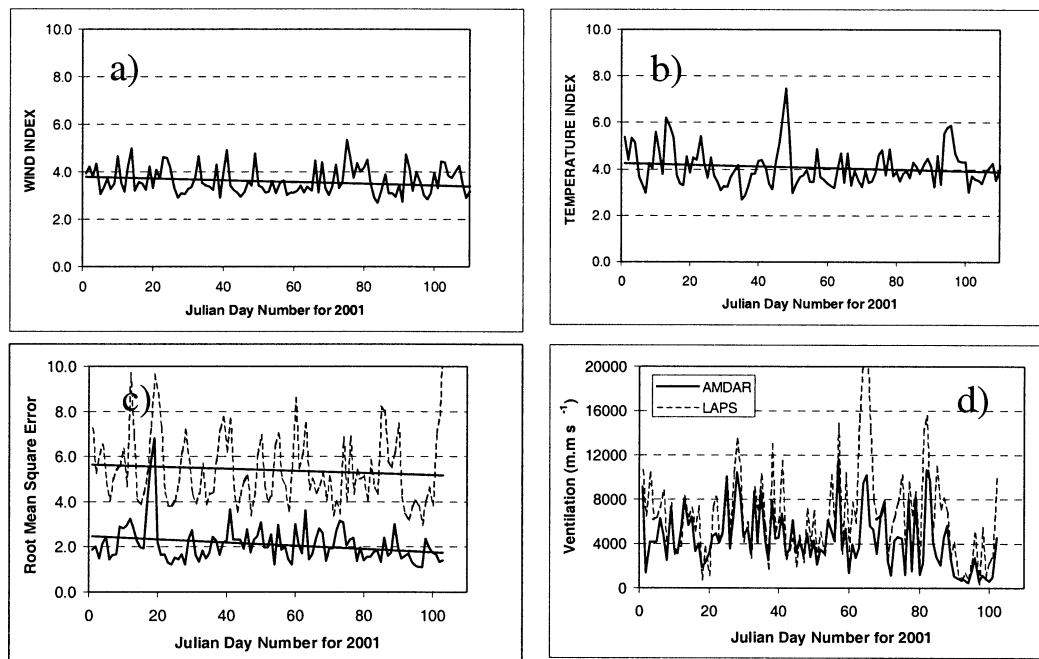 a)
10.0
8.0
6.0
4.0
2.0
0.0
WIND INDEX
0 20 40 60 80 100
Julian Day Number for 2001
b)
10.0
8.0
6.0
4.0
2.0
0.0
TEMPERATURE INDEX
0 20 40 60 80 100
Julian Day Number for 2001
c)
10.0
8.0
6.0
4.0
2.0
0.0
Root Mean Square Error
0 20 40 60 80 100
Julian Day Number for 2001
d)
20000
16000
12000
8000
4000
0
Ventilation (m.m s⁻¹)
AMDAR
LAPS
0 20 40 60 80 100
Julian Day Number for 2001